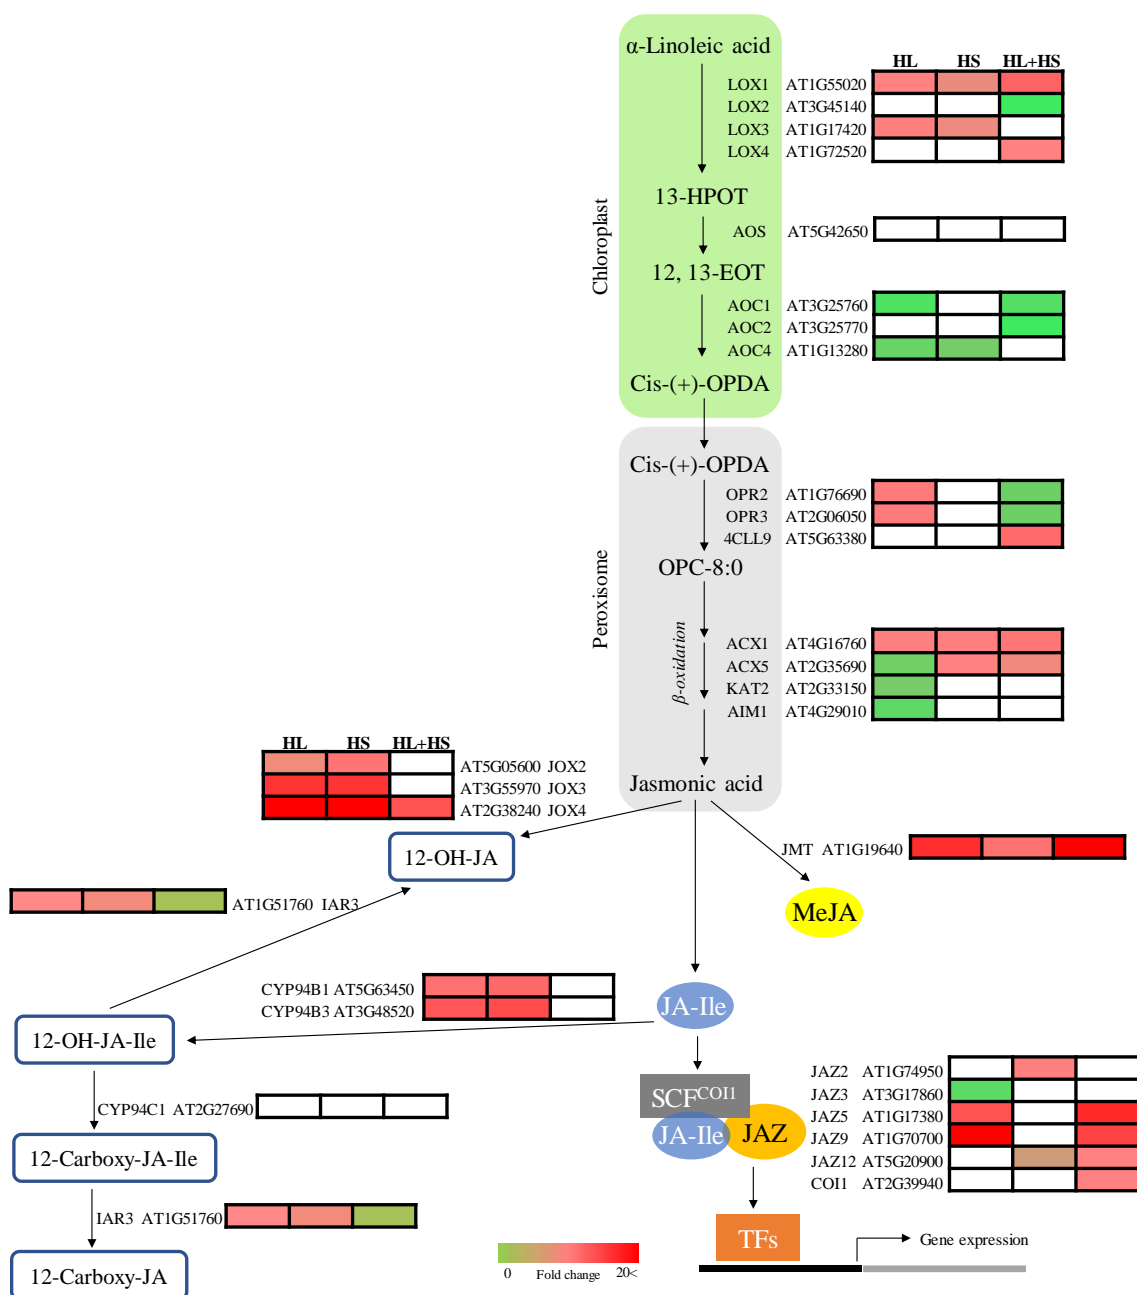 α-Linoleic acid
HL HS HL+HS
LOX1 AT1G55020
LOX2 AT3G45140
LOX3 AT1G17420
LOX4 AT1G72520
13-HPOT
Chloroplast
AOS AT5G42650
12, 13-EOT
AOC1 AT3G25760
AOC2 AT3G25770
AOC4 AT1G13280
Cis-(+)-OPDA
Cis-(+)-OPDA
OPR2 AT1G76690
OPR3 AT2G06050
4CLL9 AT5G63380
OPC-8:0
Peroxisome
β-oxidation
ACX1 AT4G16760
ACX5 AT2G35690
KAT2 AT2G33150
AIM1 AT4G29010
Jasmonic acid
HL HS HL+HS
AT5G05600 JOX2
AT3G55970 JOX3
AT2G38240 JOX4
12-OH-JA
JMT AT1G19640
MeJA
AT1G51760 IAR3
CYP94B1 AT5G63450
CYP94B3 AT3G48520
JA-Ile
12-OH-JA-Ile
CYP94C1 AT2G27690
SCF^COI1
JA-Ile
JAZ
JAZ2 AT1G74950
JAZ3 AT3G17860
JAZ5 AT1G17380
JAZ9 AT1G70700
JAZ12 AT5G20900
COI1 AT2G39940
12-Carboxy-JA-Ile
IAR3 AT1G51760
12-Carboxy-JA
TFs
Gene expression
0 Fold change 20<